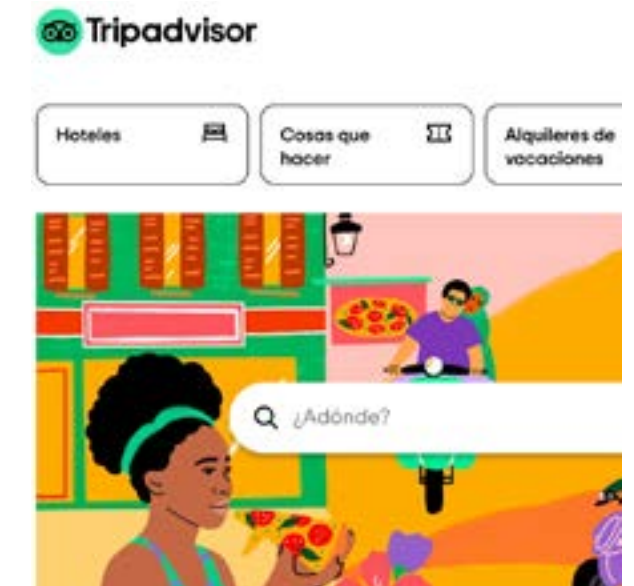 Tripadvisor
Hoteles
Cosas que
hacer
Alquileres de
vacaciones
¿Adónde?